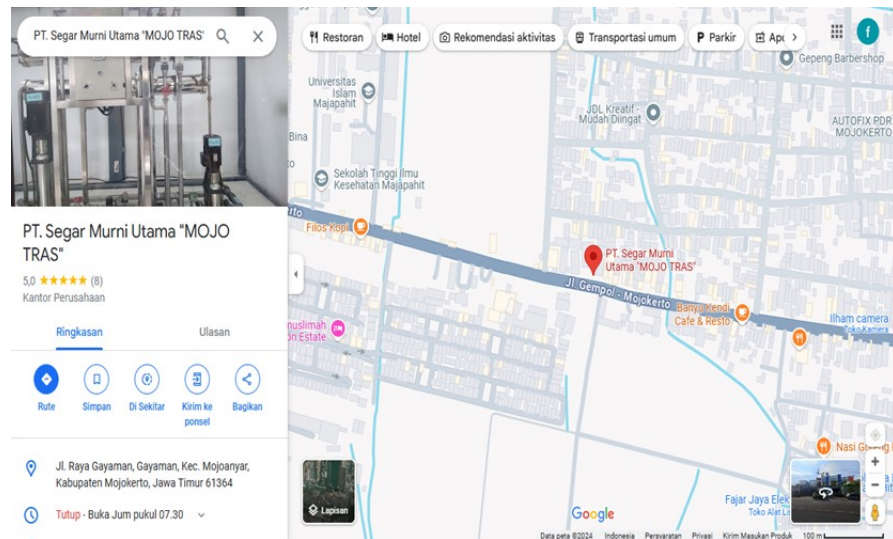 PT. Segar Murni Utama "MOJO TRAS"
Restoran
Hotel
Rekomendasi aktivitas
Transportasi umum
P Parkir
f
PT. Segar Murni Utama "MOJO
TRAS"
5,0 ★★★★★ (8)
Kantor Perusahaan
Ringkasan
Ulasan
Rute
Simpan
Di Sekitar
Kirim ke
ponsel
Bagikan
Jl. Raya Gayaman, Gayaman, Kec. Mojoanyar,
Kabupaten Mojokerto, Jawa Timur 61364
Tutup · Buka Jum pukul 07.30
Gepeng Barbershop
Universitas
Islam
Majapahit
JDL Kreatif -
Mudah Diingat
AUTOFIX PDR
MOJOKERTO
Bina
Sekolah Tinggi Ilmu
Kesehatan Majapahit
Filos Kopi
PT. Segar Murni
Utama "MOJO TRAS"
Jl. Gempol - Mojokerto
Banyu Kendi
Cafe & Resto
Ilham camera
Toko Kamera
Nasi
Fajar Jaya
Lapisan
Google
Data peta ©2024
Indonesia
Persyaratan
Privasi
Kirim Masukan Produk
100 m